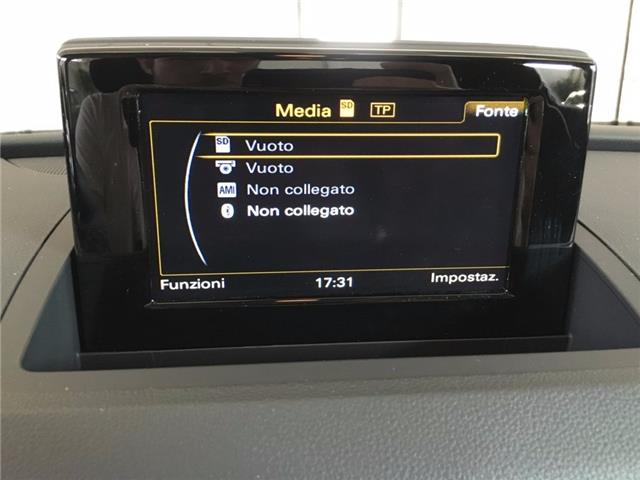 Media SD TP Fonte
SD Vuoto
Vuoto
AMI Non collegato
Non collegato
Funzioni 17:31 Impostaz.